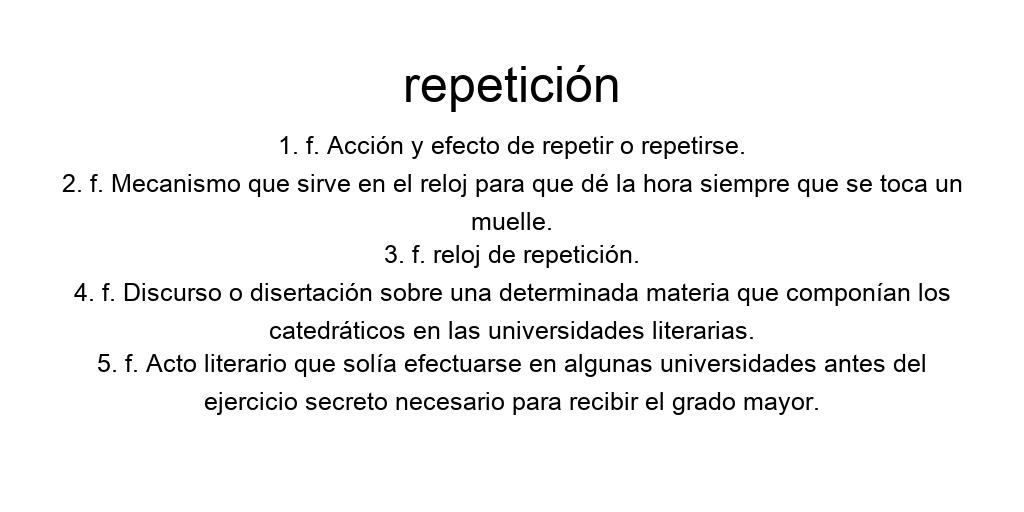 repetición
1. f. Acción y efecto de repetir o repetirse.
2. f. Mecanismo que sirve en el reloj para que dé la hora siempre que se toca un
muelle.
3. f. reloj de repetición.
4. f. Discurso o disertación sobre una determinada materia que componían los
catedráticos en las universidades literarias.
5. f. Acto literario que solía efectuarse en algunas universidades antes del
ejercicio secreto necesario para recibir el grado mayor.